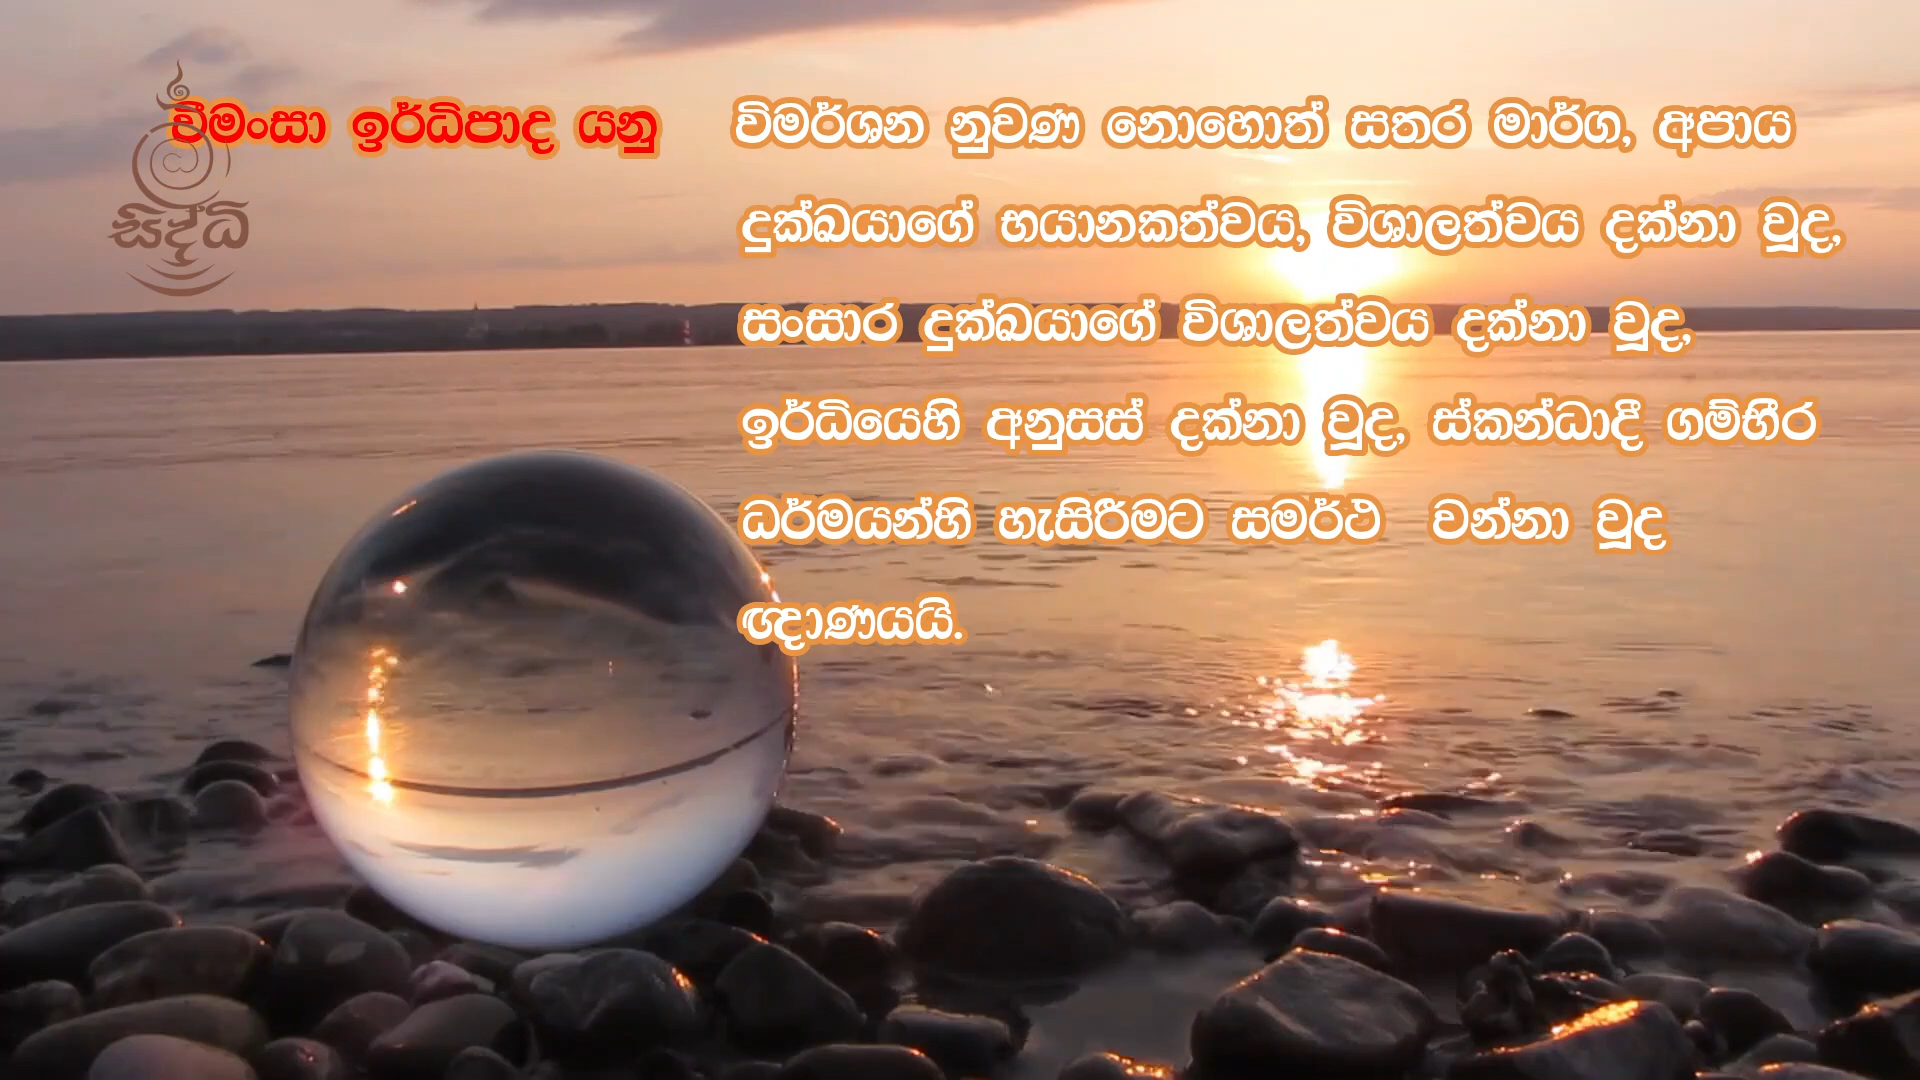 වීමංසා ඉර්ධිපාද යනු විමර්ශන නුවණ නොහොත් සතර මාර්ග, අපාය
දුක්ඛයාගේ භයානකත්වය, විශාලත්වය දක්නා වූද,
සංසාර දුක්ඛයාගේ විශාලත්වය දක්නා වූද,
ඉර්ධියෙහි අනුසස් දක්නා වූද, ස්කන්ධාදී ගම්භීර
ධර්මයන්හි හැසිරීමට සමර්ථ වන්නා වූද
ඥාණයයි.
සිද්ධි